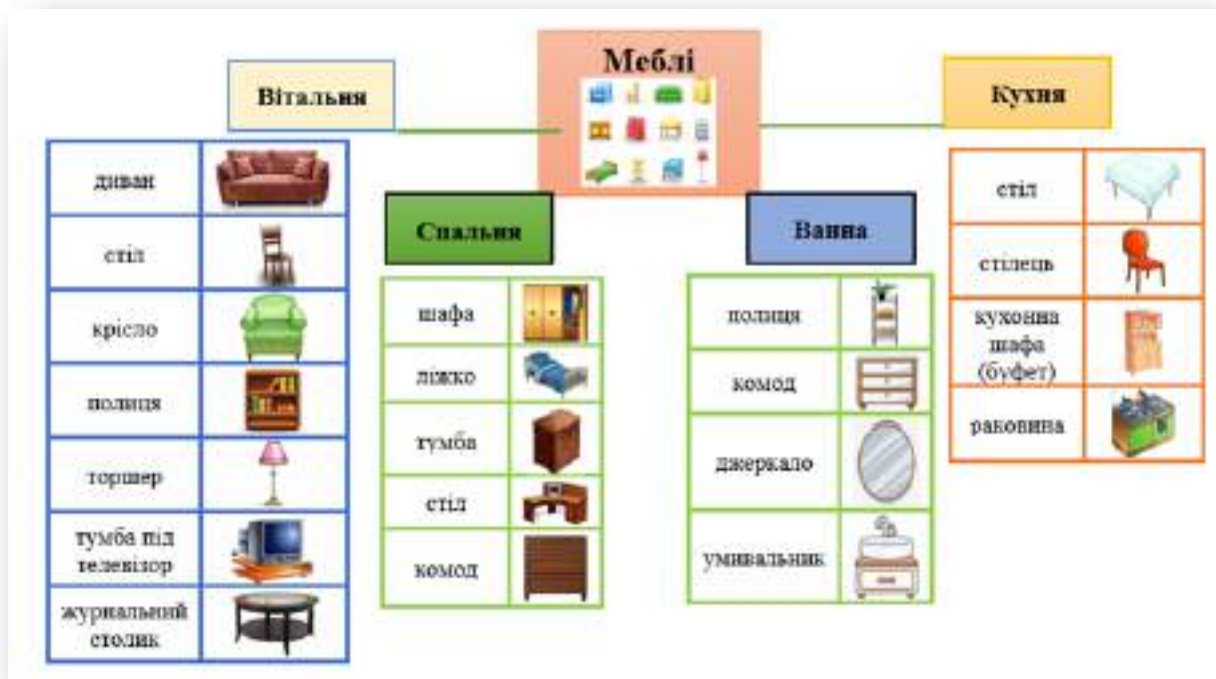 Меблі
Вітальня
диван
стіл
крісло
полиця
торшер
тумба під
телевізор
журнальний
столик
Спальня
шафа
ліжко
тумба
стіл
комод
Ванна
полиця
комод
джеркало
умивальник
Кухня
стіл
стілець
кухонна
шафа
(буфет)
раковина